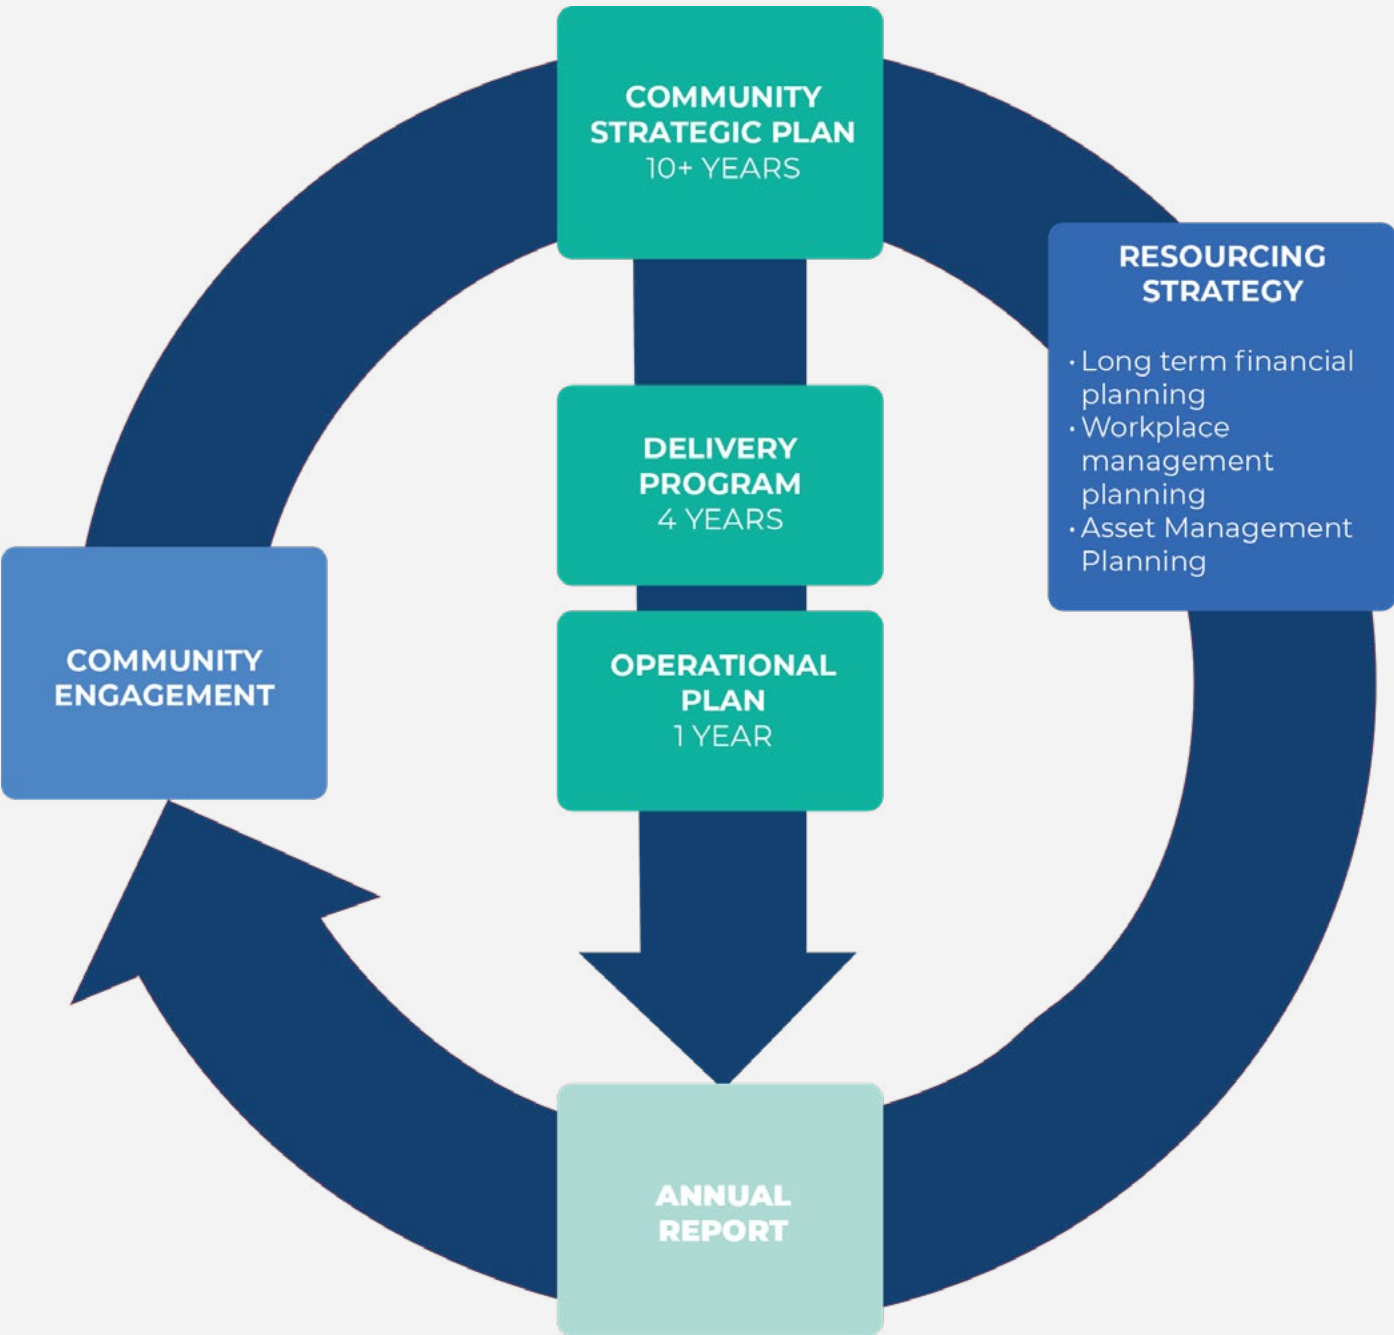 COMMUNITY
STRATEGIC PLAN
10+ YEARS
RESOURCING
STRATEGY
· Long term financial
planning
· Workplace
management
planning
· Asset Management
Planning
DELIVERY
PROGRAM
4 YEARS
COMMUNITY
ENGAGEMENT
OPERATIONAL
PLAN
1 YEAR
ANNUAL
REPORT